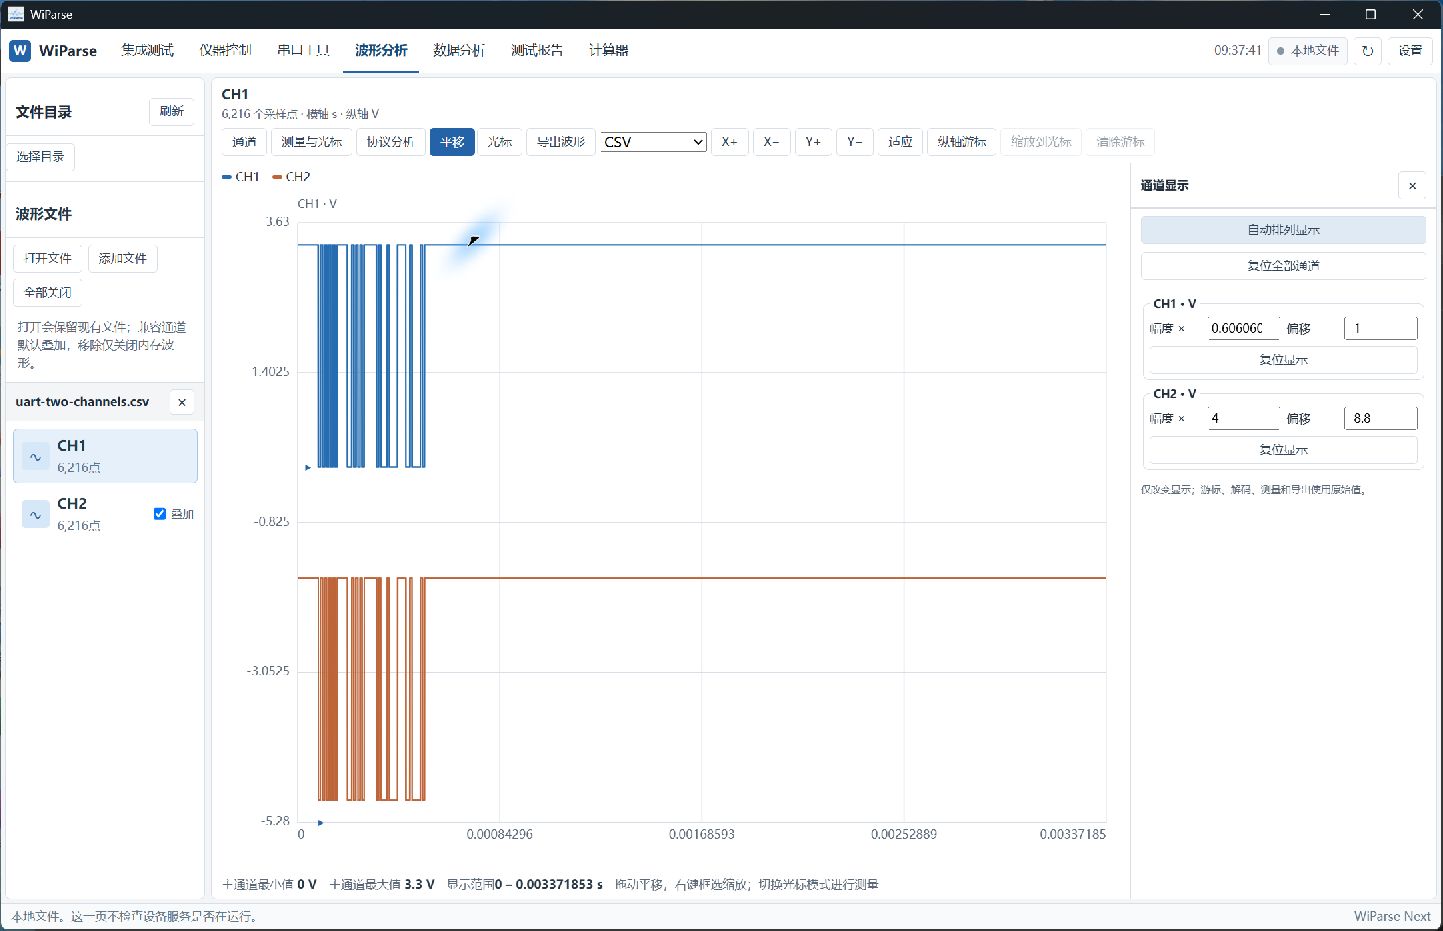 WiParse
W WiParse 集成测试 仪器控制 串口工具 波形分析 数据分析 测试报告 计算器 09:37:41 本地文件 设置
文件目录 刷新
选择目录
波形文件
打开文件 添加文件
全部关闭
打开会保留现有文件；兼容通道
默认叠加，移除仅关闭内存波
形。
uart-two-channels.csv ×
CH1
6,216点
CH2
6,216点
叠加
CH1
6,216 个采样点 · 横轴 s · 纵轴 V
通道 测量与光标 协议分析 平移 光标 导出波形 CSV X+ X− Y+ Y− 适应 纵轴游标 缩放到光标 清除游标
CH1 CH2
CH1 · V
3.63
1.4025
-0.825
-3.0525
-5.28
0 0.00084296 0.00168593 0.00252889 0.00337185
主通道最小值 0 V 主通道最大值 3.3 V 显示范围 0 – 0.003371853 s 拖动平移，右键框选缩放；切换光标模式进行测量
通道显示 ×
自动排列显示
复位全部通道
CH1 · V
幅度 × 0.60606C 偏移 1
复位显示
CH2 · V
幅度 × 4 偏移 8.8
复位显示
仅改变显示；游标、解码、测量和导出使用原始值。
本地文件。这一页不检查设备服务是否在运行。
WiParse Next